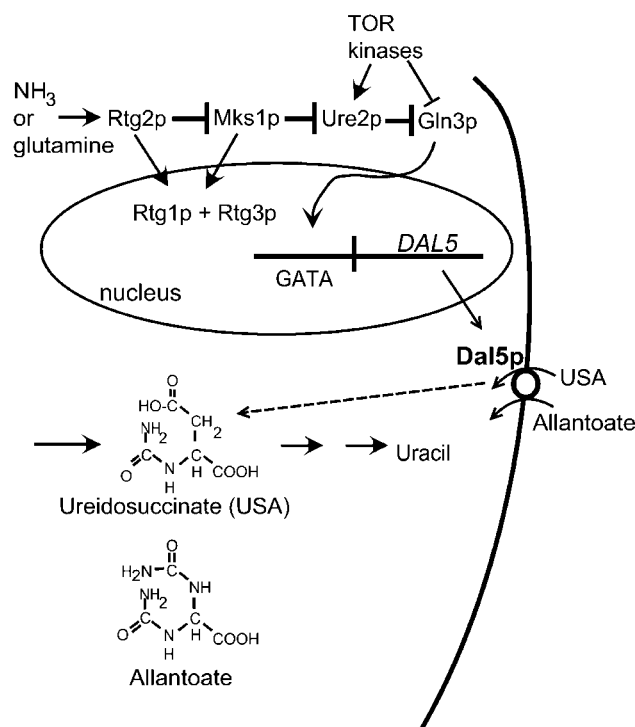 TOR
kinases
NH3
or
glutamine
Rtg2p
Mks1p
Ure2p
Gln3p
Rtg1p + Rtg3p
DAL5
GATA
nucleus
Dal5p
USA
Allantoate
O
HO-C
CH2
NH2
C
C
O
N
H
COOH
H
Uracil
Ureidosuccinate (USA)
O
H2N
C
NH
NH2
C
C
O
N
H
COOH
H
Allantoate